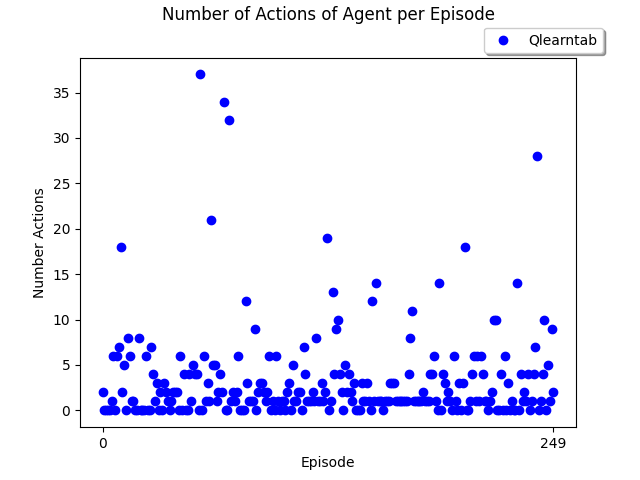 Number of Actions of Agent per Episode
Qlearntab
35
30
25
20
15
10
5
0
Number Actions
0
249
Episode